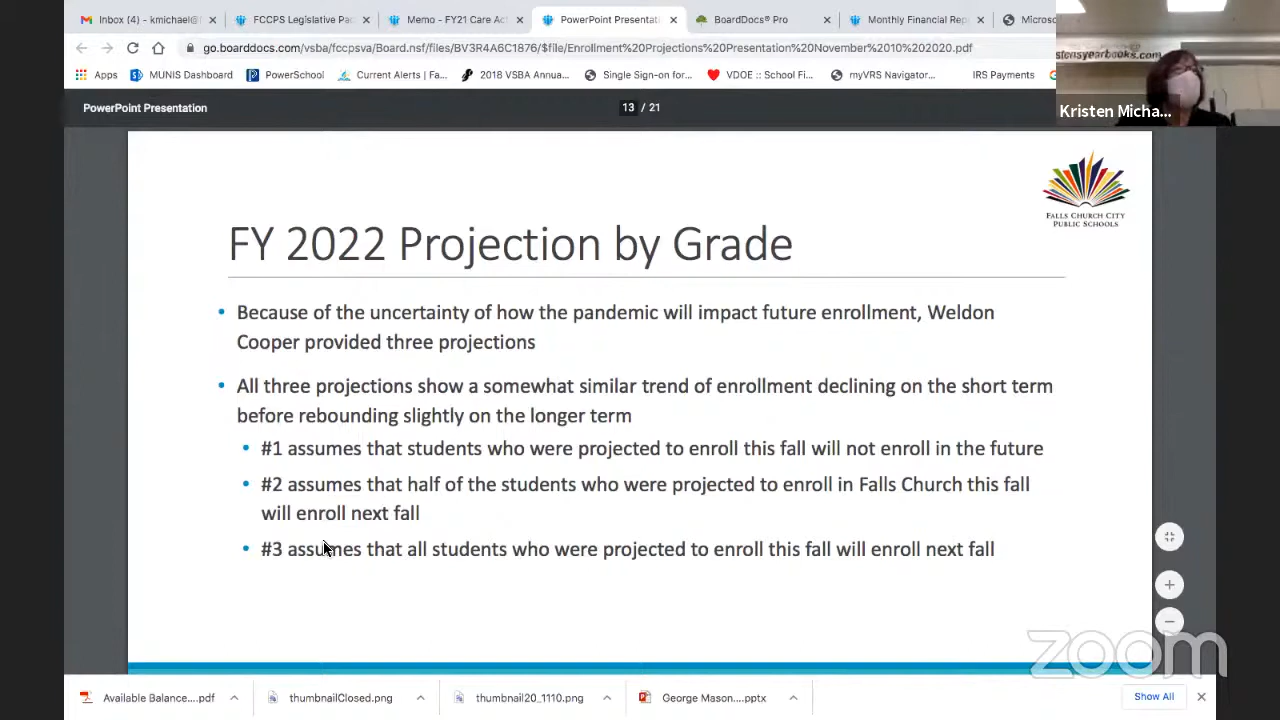 Inbox (4) - kmichael@f
FCCPS Legislative Pac
Memo - FY21 Care Act
PowerPoint Presentati
BoardDocs® Pro
Monthly Financial Rep
Micros
go.boarddocs.com/vsba/fccpsva/Board.nsf/files/BV3R4A6C1876/$file/Enrollment%20Projections%20Presentation%20November%2010%202020.pdf
Apps
MUNIS Dashboard
PowerSchool
Current Alerts | Fa...
2018 VSBA Annua...
Single Sign-on for...
VDOE :: School Fi...
myVRS Navigator...
IRS Payments
stensyearbooks.com
Kristen Micha...
PowerPoint Presentation
13 / 21
FALLS CHURCH CITY
PUBLIC SCHOOLS
FY 2022 Projection by Grade
• Because of the uncertainty of how the pandemic will impact future enrollment, Weldon
Cooper provided three projections
• All three projections show a somewhat similar trend of enrollment declining on the short term
before rebounding slightly on the longer term
• #1 assumes that students who were projected to enroll this fall will not enroll in the future
• #2 assumes that half of the students who were projected to enroll in Falls Church this fall
will enroll next fall
• #3 assumes that all students who were projected to enroll this fall will enroll next fall
zoom
Available Balance....pdf
thumbnailClosed.png
thumbnail20_1110.png
George Mason....pptx
Show All